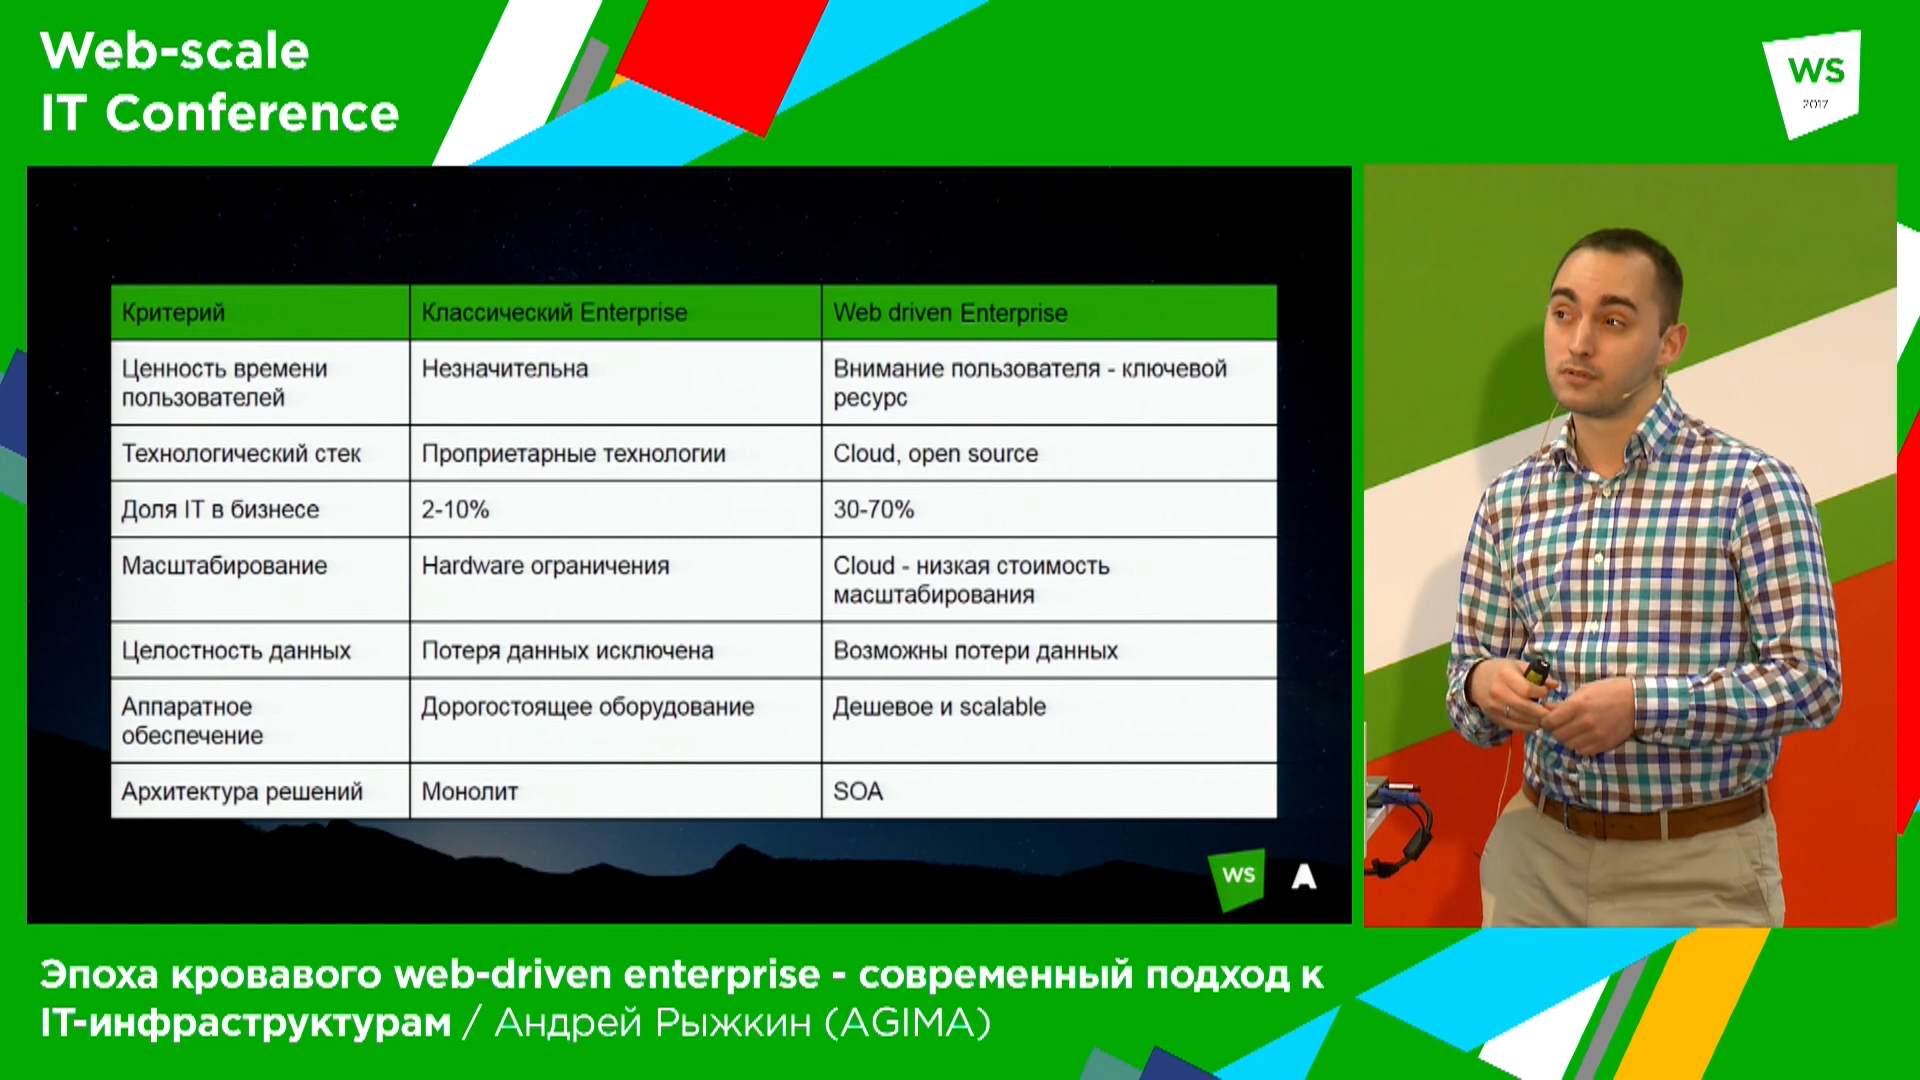 Web-scale
IT Conference
WS
2017
Критерий
Классический Enterprise
Web driven Enterprise
Ценность времени
пользователей
Незначительна
Внимание пользователя - ключевой
ресурс
Технологический стек
Проприетарные технологии
Cloud, open source
Доля IT в бизнесе
2-10%
30-70%
Масштабирование
Hardware ограничения
Cloud - низкая стоимость
масштабирования
Целостность данных
Потеря данных исключена
Возможны потери данных
Аппаратное
обеспечение
Дорогостоящее оборудование
Дешевое и scalable
Архитектура решений
Монолит
SOA
WS
A
Эпоха кровавого web-driven enterprise - современный подход к
IT-инфраструктурам / Андрей Рыжкин (AGIMA)